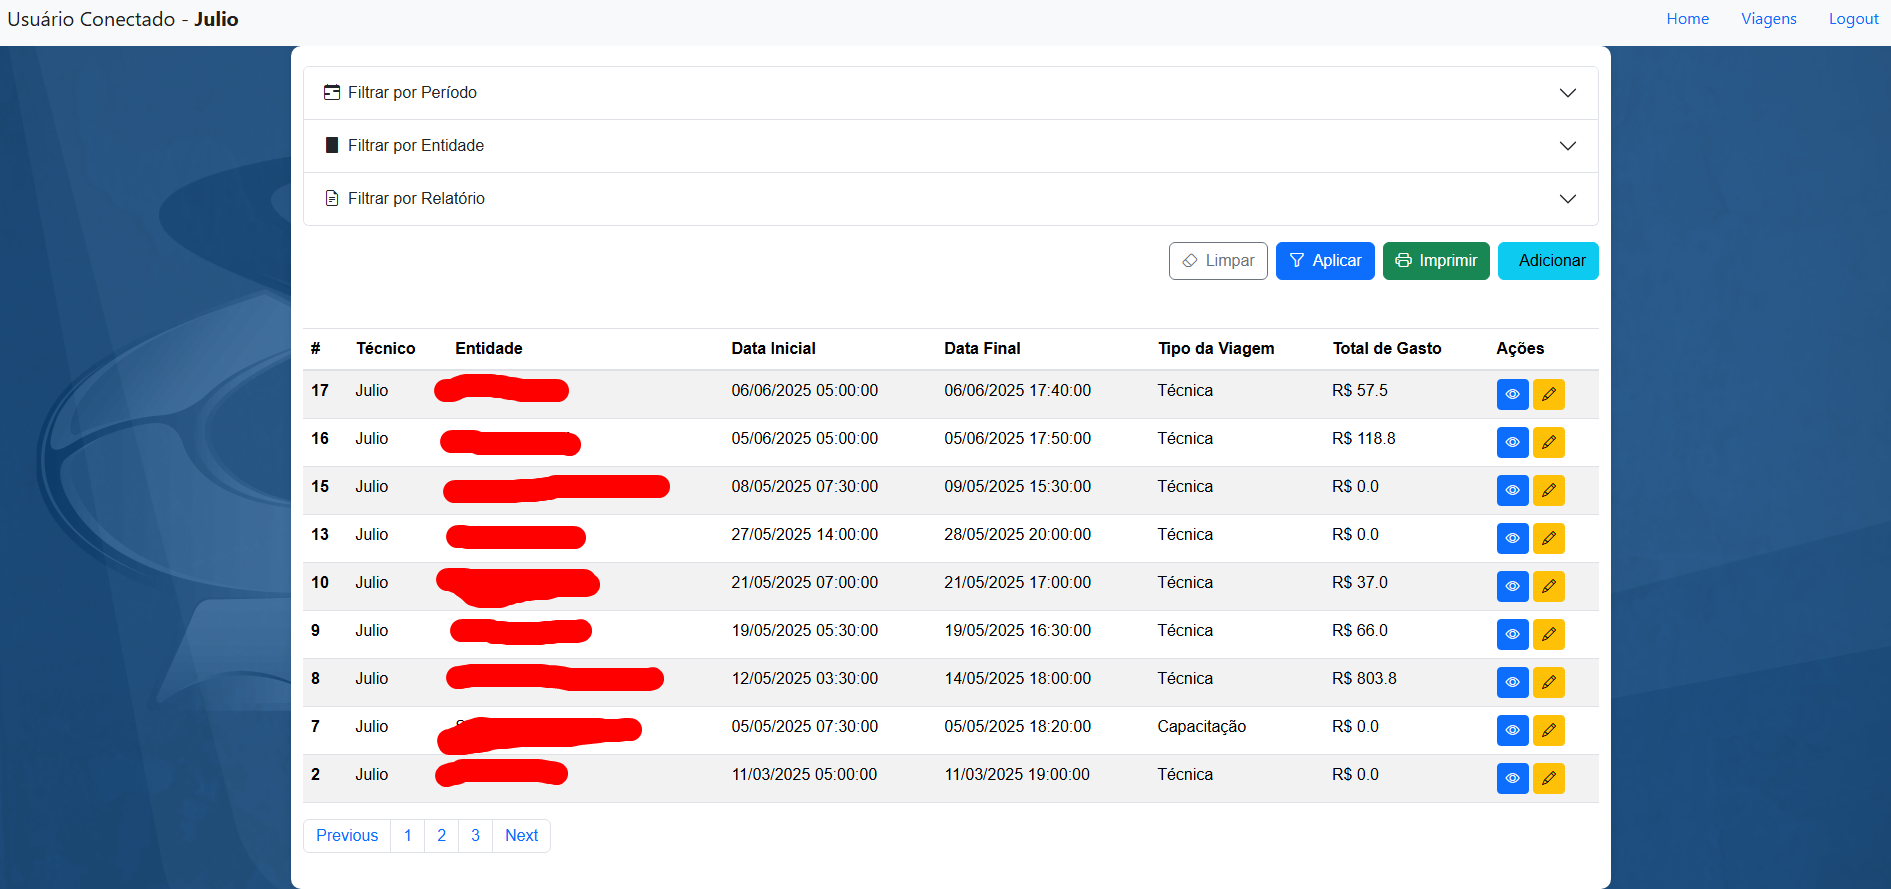 Usuário Conectado - Julio Home Viagens Logout
Filtrar por Período
Filtrar por Entidade
Filtrar por Relatório
Limpar Aplicar Imprimir Adicionar
# Técnico Entidade Data Inicial Data Final Tipo da Viagem Total de Gasto Ações
17 Julio 06/06/2025 05:00:00 06/06/2025 17:40:00 Técnica R$ 57.5
16 Julio 05/06/2025 05:00:00 05/06/2025 17:50:00 Técnica R$ 118.8
15 Julio 08/05/2025 07:30:00 09/05/2025 15:30:00 Técnica R$ 0.0
13 Julio 27/05/2025 14:00:00 28/05/2025 20:00:00 Técnica R$ 0.0
10 Julio 21/05/2025 07:00:00 21/05/2025 17:00:00 Técnica R$ 37.0
9 Julio 19/05/2025 05:30:00 19/05/2025 16:30:00 Técnica R$ 66.0
8 Julio 12/05/2025 03:30:00 14/05/2025 18:00:00 Técnica R$ 803.8
7 Julio 05/05/2025 07:30:00 05/05/2025 18:20:00 Capacitação R$ 0.0
2 Julio 11/03/2025 05:00:00 11/03/2025 19:00:00 Técnica R$ 0.0
Previous 1 2 3 Next